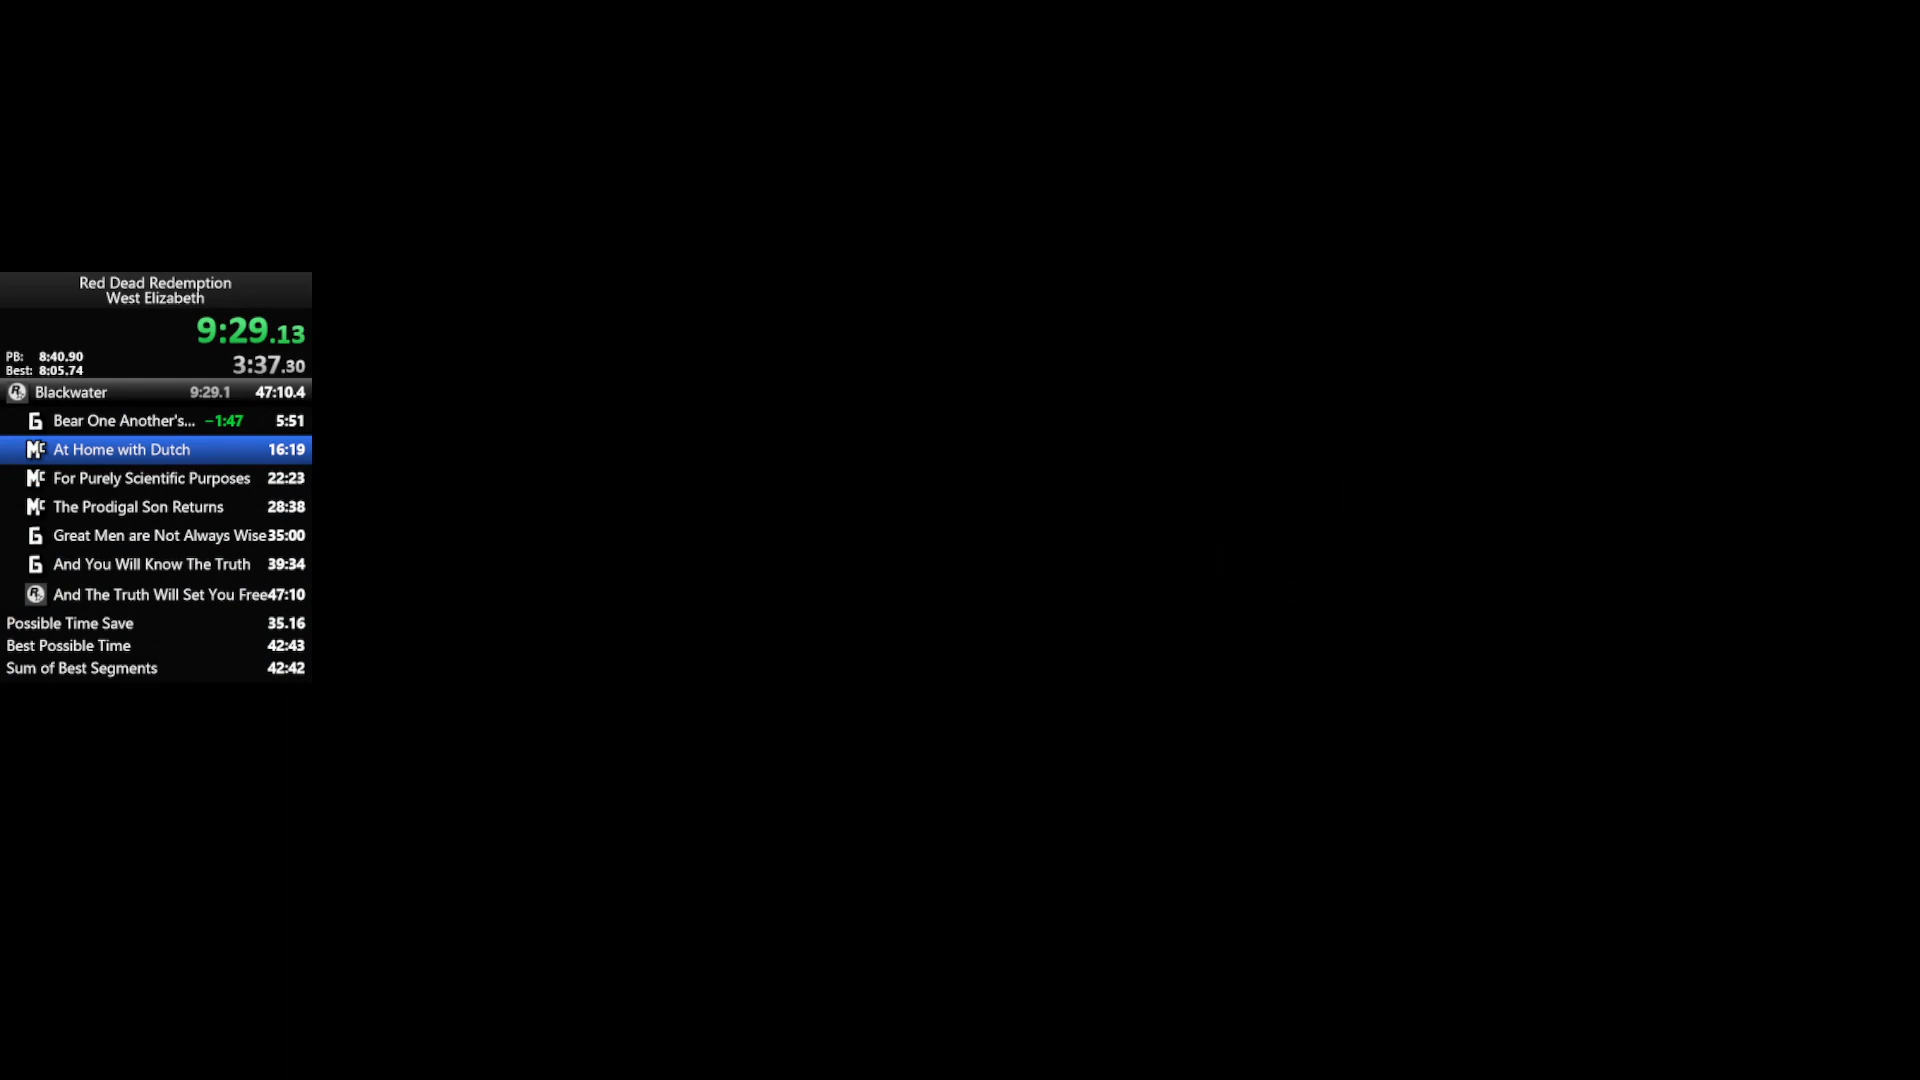 Red Dead Redemption
West Elizabeth
9:29.13
PB: 8:40.90
Best: 8:05.74
3:37.30
Blackwater 9:29.1 47:10.4
G Bear One Another's... −1:47 5:51
Mc At Home with Dutch 16:19
Mc For Purely Scientific Purposes 22:23
Mc The Prodigal Son Returns 28:38
G Great Men are Not Always Wise 35:00
G And You Will Know The Truth 39:34
R And The Truth Will Set You Free 47:10
Possible Time Save 35.16
Best Possible Time 42:43
Sum of Best Segments 42:42